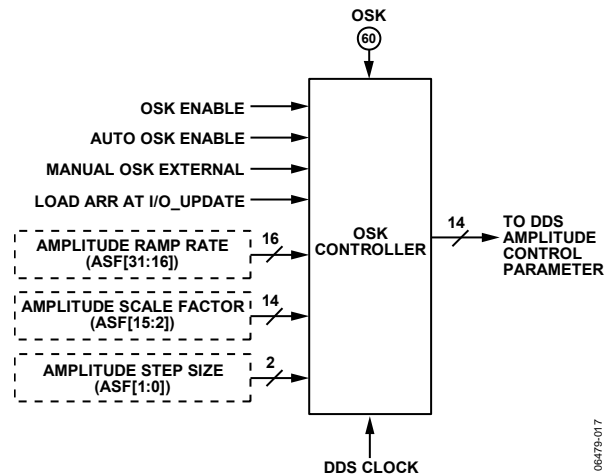 OSK
60
OSK ENABLE
AUTO OSK ENABLE
MANUAL OSK EXTERNAL
LOAD ARR AT I/O_UPDATE
AMPLITUDE RAMP RATE
(ASF[31:16])
16
AMPLITUDE SCALE FACTOR
(ASF[15:2])
14
AMPLITUDE STEP SIZE
(ASF[1:0])
2
OSK
CONTROLLER
14
TO DDS
AMPLITUDE
CONTROL
PARAMETER
DDS CLOCK
06479-017